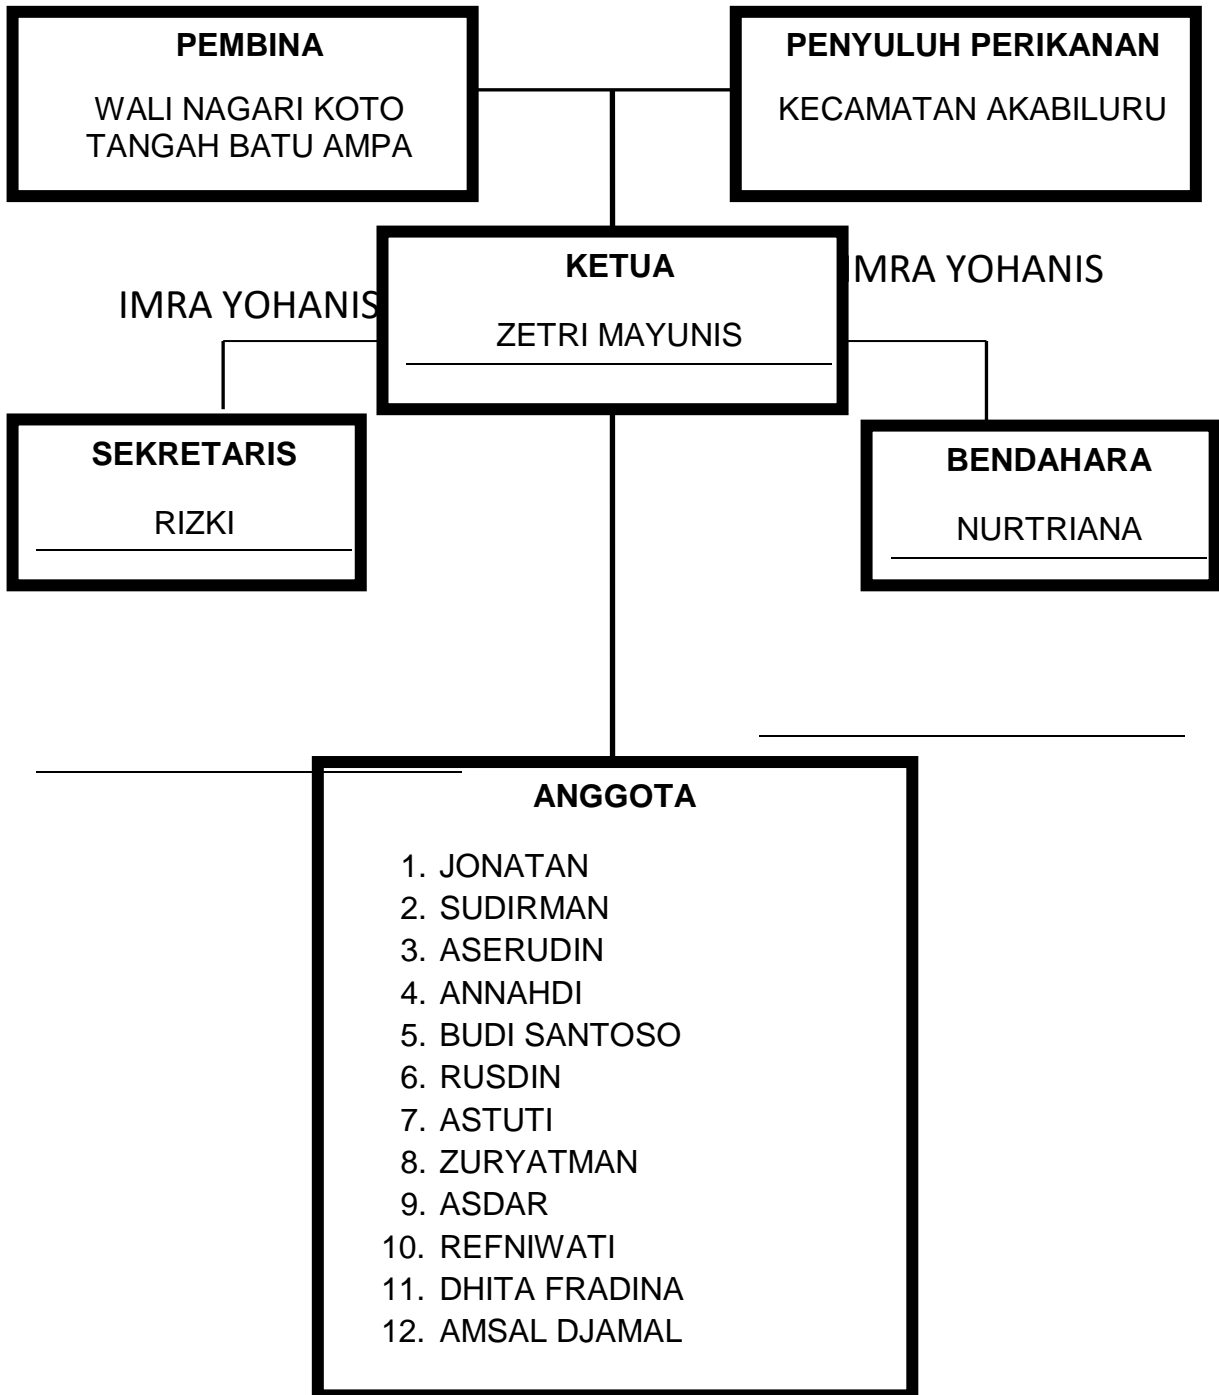 PEMBINA
WALI NAGARI KOTO
TANGAH BATU AMPA
PENYULUH PERIKANAN
KECAMATAN AKABILURU
KETUA
ZETRI MAYUNIS
IMRA YOHANIS
IMRA YOHANIS
SEKRETARIS
RIZKI
BENDAHARA
NURTRIANA
ANGGOTA
1. JONATAN
2. SUDIRMAN
3. ASERUDIN
4. ANNAHDI
5. BUDI SANTOSO
6. RUSDIN
7. ASTUTI
8. ZURYATMAN
9. ASDAR
10. REFNIWATI
11. DHITA FRADINA
12. AMSAL DJAMAL